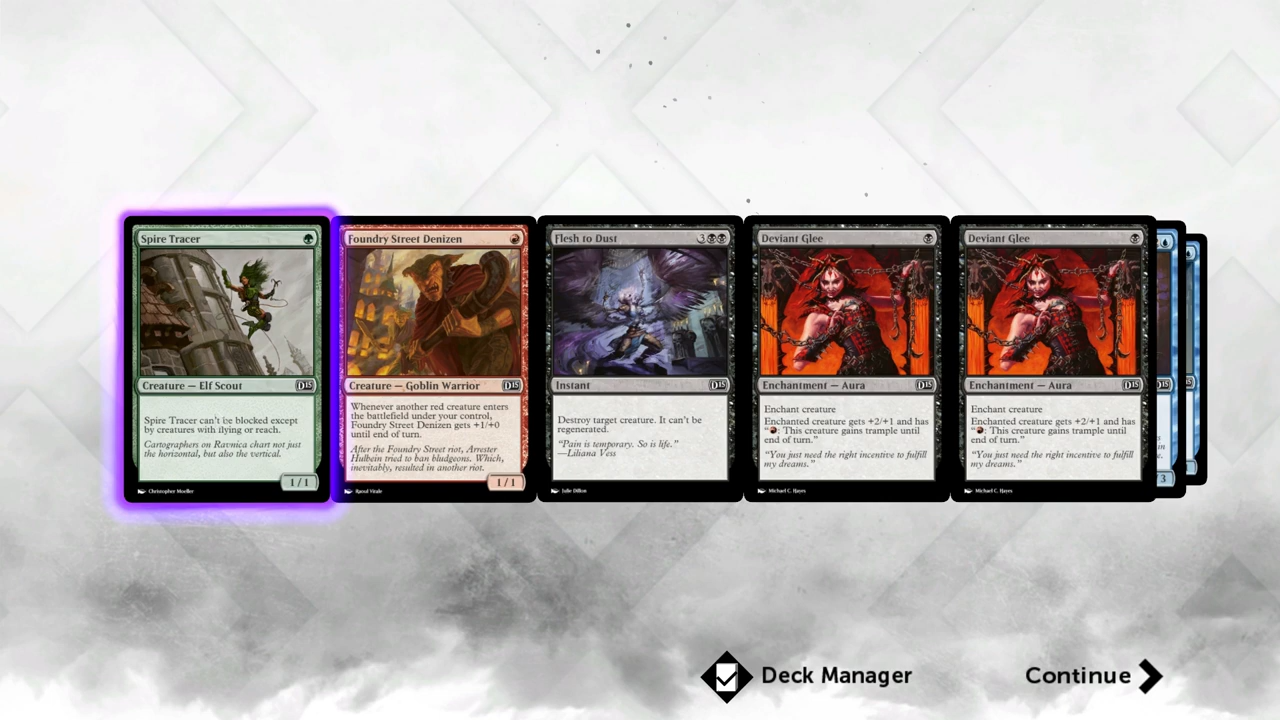 Spire Tracer
Creature — Elf Scout
D15
Spire Tracer can't be blocked except
by creatures with flying or reach.
Cartographers on Ravnica chart not just
the horizontal, but also the vertical.
1/1
Christopher Moeller
Foundry Street Denizen
Creature — Goblin Warrior
D15
Whenever another red creature enters
the battlefield under your control,
Foundry Street Denizen gets +1/+0
until end of turn.
After the Foundry Street riot, Arrester
Hulbein tried to ban bludgeons. Which,
inevitably, resulted in another riot.
1/1
Raoul Vitale
Flesh to Dust
3
Instant
D15
Destroy target creature. It can't be
regenerated.
"Pain is temporary. So is life."
—Liliana Vess
Julie Dillon
Deviant Glee
Enchantment — Aura
D15
Enchant creature
Enchanted creature gets +2/+1 and has
": This creature gains trample until
end of turn."
"You just need the right incentive to fulfill
my dreams."
Michael C. Hayes
Deviant Glee
Enchantment — Aura
D15
Enchant creature
Enchanted creature gets +2/+1 and has
": This creature gains trample until
end of turn."
"You just need the right incentive to fulfill
my dreams."
Michael C. Hayes
Deck Manager
Continue